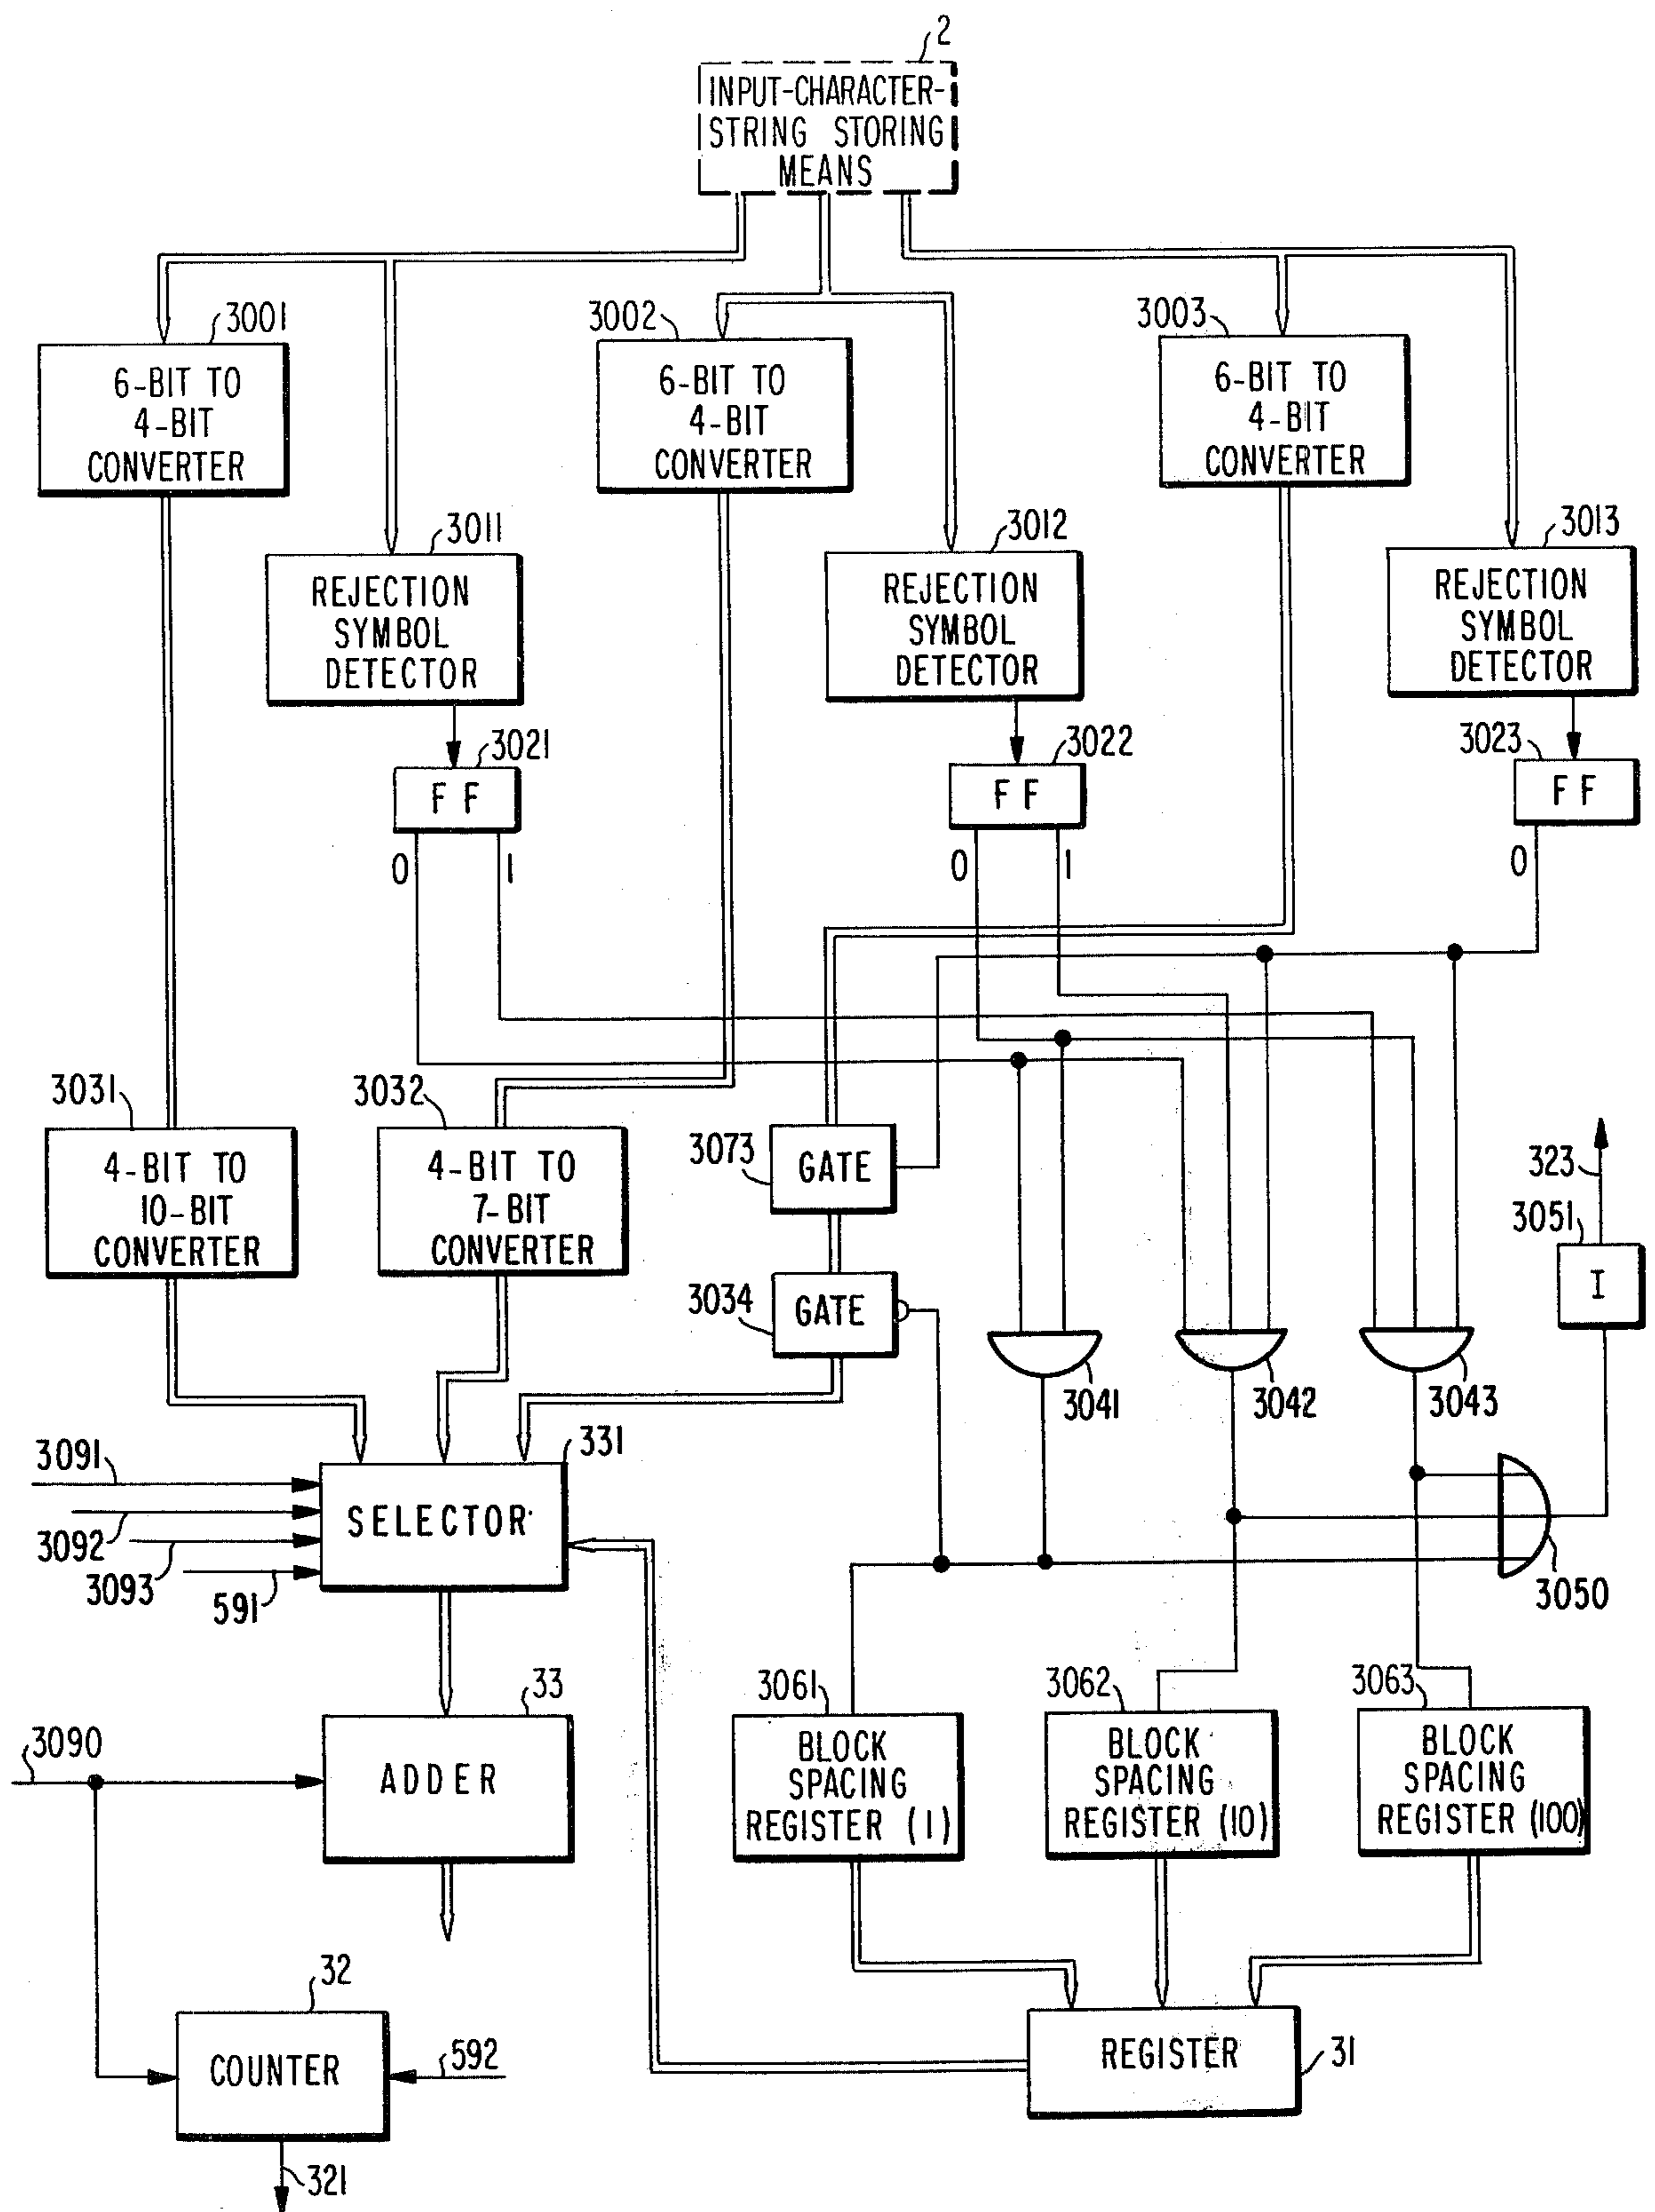 2
INPUT-CHARACTER-
STRING STORING
MEANS
3001
6-BIT TO
4-BIT
CONVERTER
3002
6-BIT TO
4-BIT
CONVERTER
3003
6-BIT TO
4-BIT
CONVERTER
3011
REJECTION
SYMBOL
DETECTOR
3012
REJECTION
SYMBOL
DETECTOR
3013
REJECTION
SYMBOL
DETECTOR
3021
FF
0
1
3022
FF
0
1
3023
FF
0
3031
4-BIT TO
10-BIT
CONVERTER
3032
4-BIT TO
7-BIT
CONVERTER
3073
GATE
3034
GATE
323
3051
I
3041
3042
3043
3050
3091
3092
3093
591
331
SELECTOR
33
ADDER
3090
3061
BLOCK
SPACING
REGISTER (1)
3062
BLOCK
SPACING
REGISTER (10)
3063
BLOCK
SPACING
REGISTER (100)
32
COUNTER
592
321
REGISTER
31